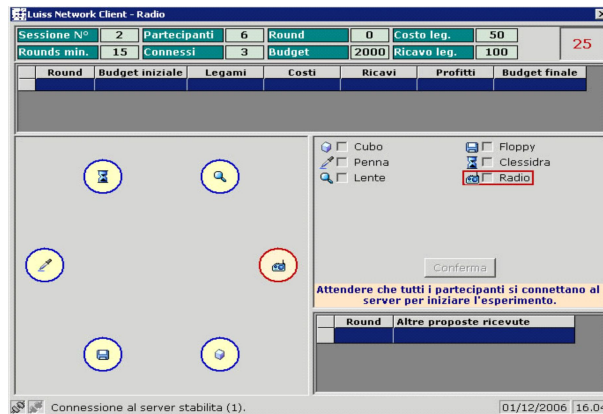 Luiss Network Client - Radio
Sessione N° 2 Partecipanti 6 Round 0 Costo leg. 50
25
Rounds min. 15 Connessi 3 Budget 2000 Ricavo leg. 100
Round Budget iniziale Legami Costi Ricavi Profitti Budget finale
Cubo Floppy
Penna Clessidra
Lente Radio
Conferma
Attendere che tutti i partecipanti si connettano al
server per iniziare l'esperimento.
Round Altre proposte ricevute
Connessione al server stabilita (1). 01/12/2006 16.04